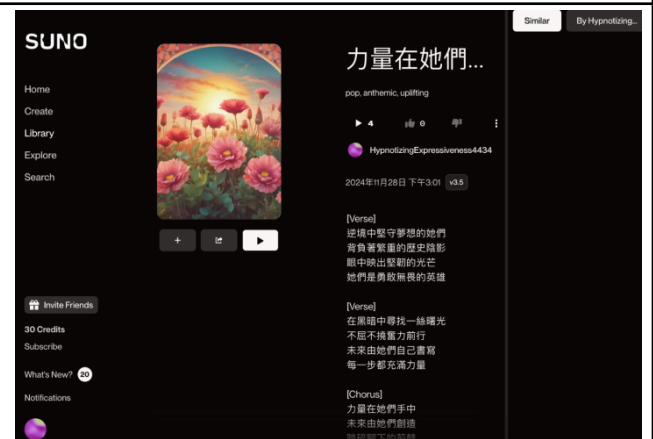 SUNO
Home
Create
Library
Explore
Search
Invite Friends
30 Credits
Subscribe
What's New? 20
Notifications
力量在她們...
pop, anthemic, uplifting
4
0
HypnotizingExpressiveness4434
2024年11月28日 下午3:01 v3.5
[Verse]
逆境中堅守夢想的她們
背負著繁重的歷史陰影
眼中映出堅韌的光芒
她們是勇敢無畏的英雄
[Verse]
在黑暗中尋找一絲曙光
不屈不撓奮力前行
未來由她們自己書寫
每一步都充滿力量
[Chorus]
力量在她們手中
未來由她們創造
Similar
By Hypnotizing...